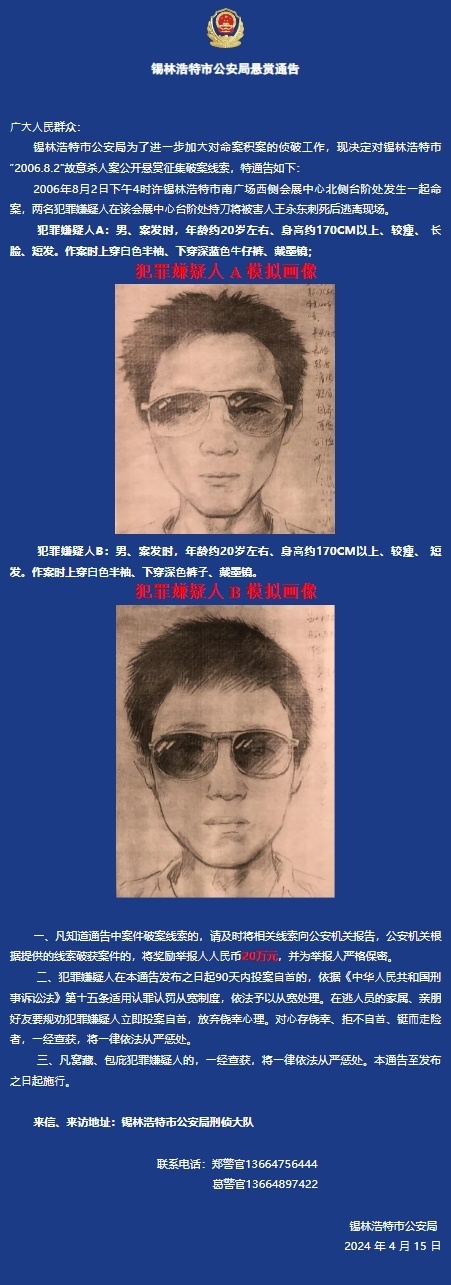 锡林浩特市公安局悬赏通告
广大人民群众：
锡林浩特市公安局为了进一步加大对命案积案的侦破工作，现决定对锡林浩特市
“2006.8.2”故意杀人案公开悬赏征集破案线索，特通告如下：
2006年8月2日下午4时许锡林浩特市南广场西侧会展中心北侧台阶处发生一起命
案，两名犯罪嫌疑人在该会展中心台阶处持刀将被害人王永东刺死后逃离现场。
犯罪嫌疑人A：男、案发时，年龄约20岁左右、身高约170CM以上、较瘦、 长
脸、短发。作案时上穿白色半袖、下穿深蓝色牛仔裤、戴墨镜；
犯罪嫌疑人 A 模拟画像
犯罪嫌疑人B：男、案发时，年龄约20岁左右、身高约170CM以上、较瘦、 短
发。作案时上穿白色半袖、下穿深色裤子、戴墨镜。
犯罪嫌疑人 B 模拟画像
一、凡知道通告中案件破案线索的，请及时将相关线索向公安机关报告，公安机关根
据提供的线索破获案件的，将奖励举报人人民币20万元，并为举报人严格保密。
二、犯罪嫌疑人在本通告发布之日起90天内投案自首的，依据《中华人民共和国刑
事诉讼法》第十五条适用认罪认罚从宽制度，依法予以从宽处理。在逃人员的家属、亲朋
好友要规劝犯罪嫌疑人立即投案自首，放弃侥幸心理。对心存侥幸、拒不自首、铤而走险
者，一经查获，将一律依法从严惩处。
三、凡窝藏、包庇犯罪嫌疑人的，一经查获，将一律依法从严惩处。本通告至发布
之日起施行。
来信、来访地址：锡林浩特市公安局刑侦大队
联系电话：郑警官13664756444
葛警官13664897422
锡林浩特市公安局
2024 年 4 月 15 日